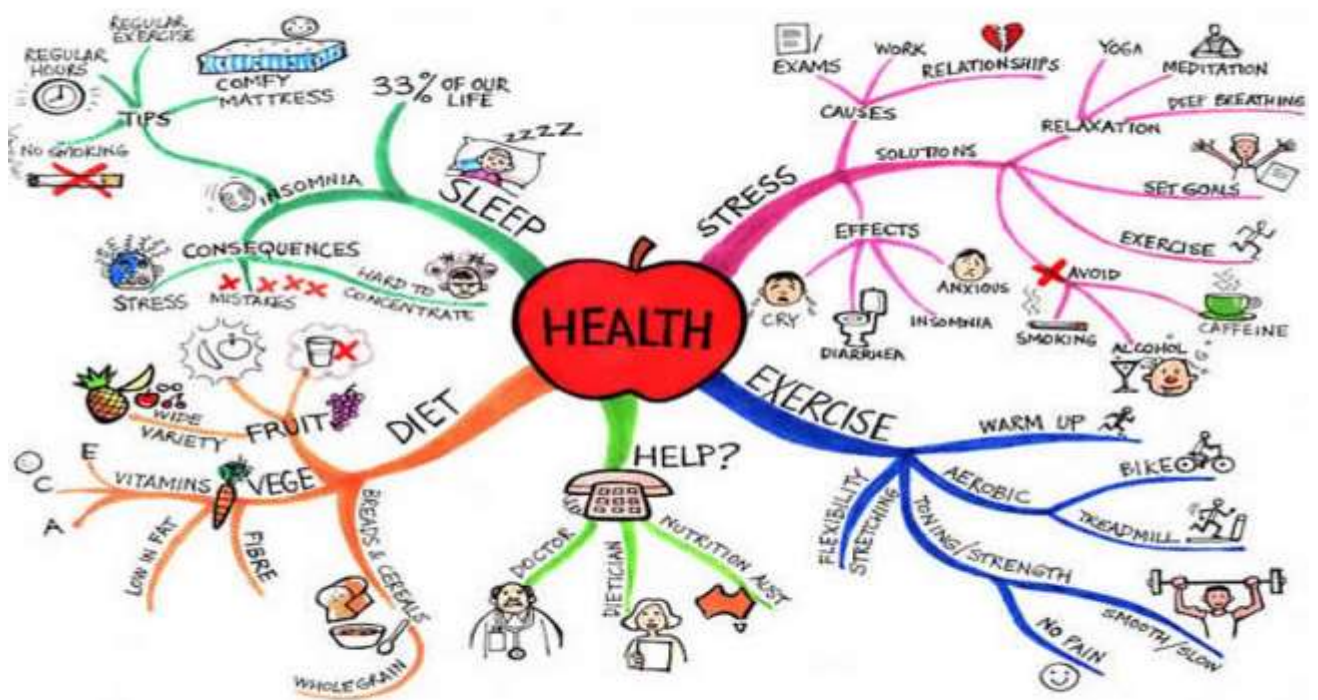 HEALTH
SLEEP
33% OF OUR
LIFE
ZZZZ
INSOMNIA
TIPS
REGULAR
HOURS
REGULAR
EXERCISE
COMFY
MATTRESS
NO SMOKING
CONSEQUENCES
STRESS
MISTAKES
HARD TO
CONCENTRATE
STRESS
CAUSES
EXAMS
WORK
RELATIONSHIPS
SOLUTIONS
RELAXATION
YOGA
MEDITATION
DEEP BREATHING
SET GOALS
EXERCISE
AVOID
SMOKING
ALCOHOL
CAFFEINE
EFFECTS
CRY
DIARRHEA
INSOMNIA
ANXIOUS
EXERCISE
WARM UP
AEROBIC
BIKE
TREADMILL
TONING/STRENGTH
SMOOTH/SLOW
NO PAIN
FLEXIBILITY
STRETCHING
HELP?
DOCTOR
DIETICIAN
NUTRITION AUST
DIET
FRUIT
WIDE
VARIETY
VEGE
VITAMINS
E
C
A
LOW IN FAT
FIBRE
BREADS & CEREALS
WHOLEGRAIN